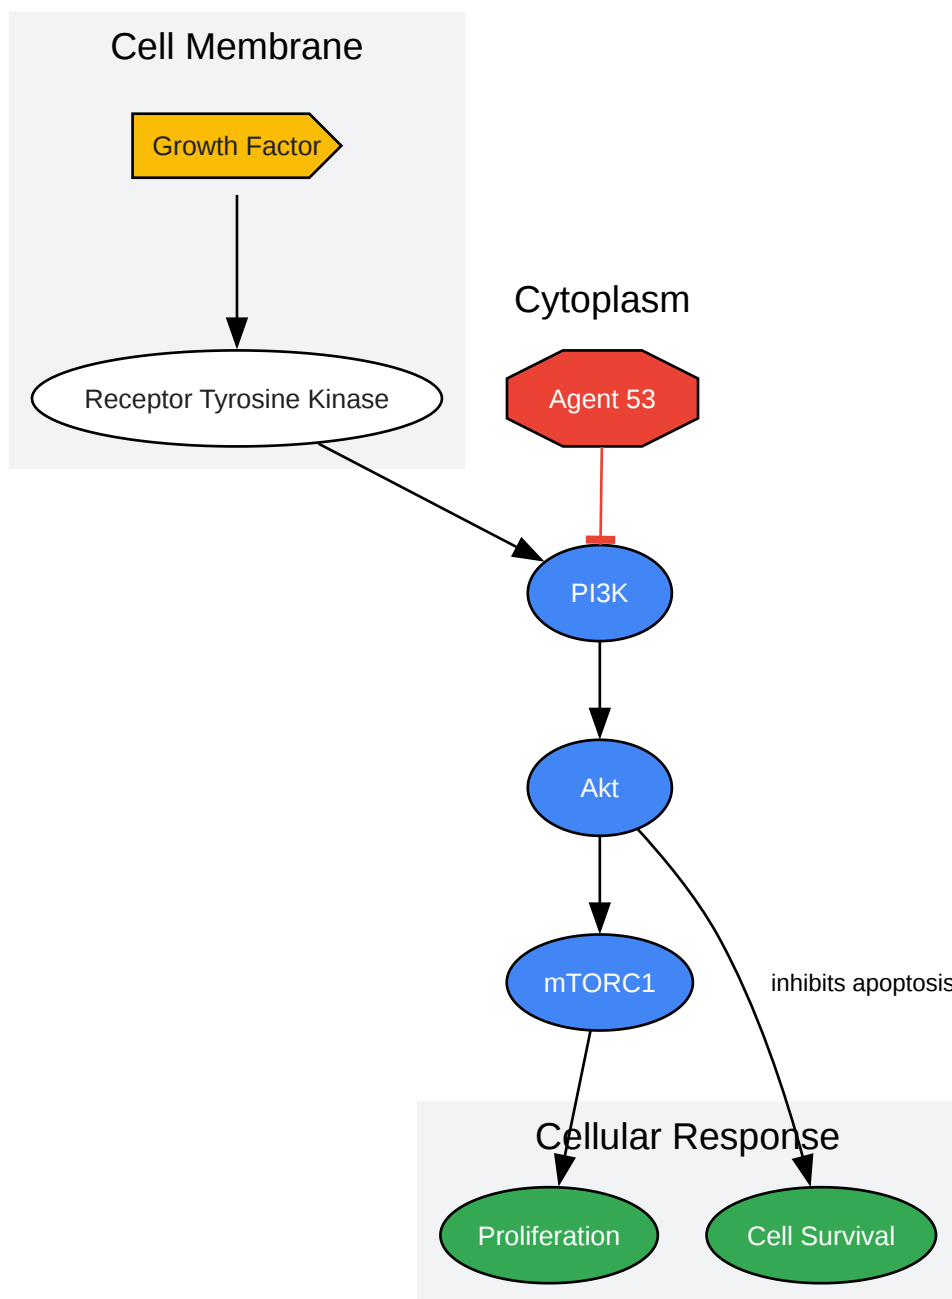 Cell Membrane
Growth Factor
Receptor Tyrosine Kinase
Cytoplasm
Agent 53
PI3K
Akt
mTORC1
inhibits apoptosis
Cellular Response
Proliferation
Cell Survival